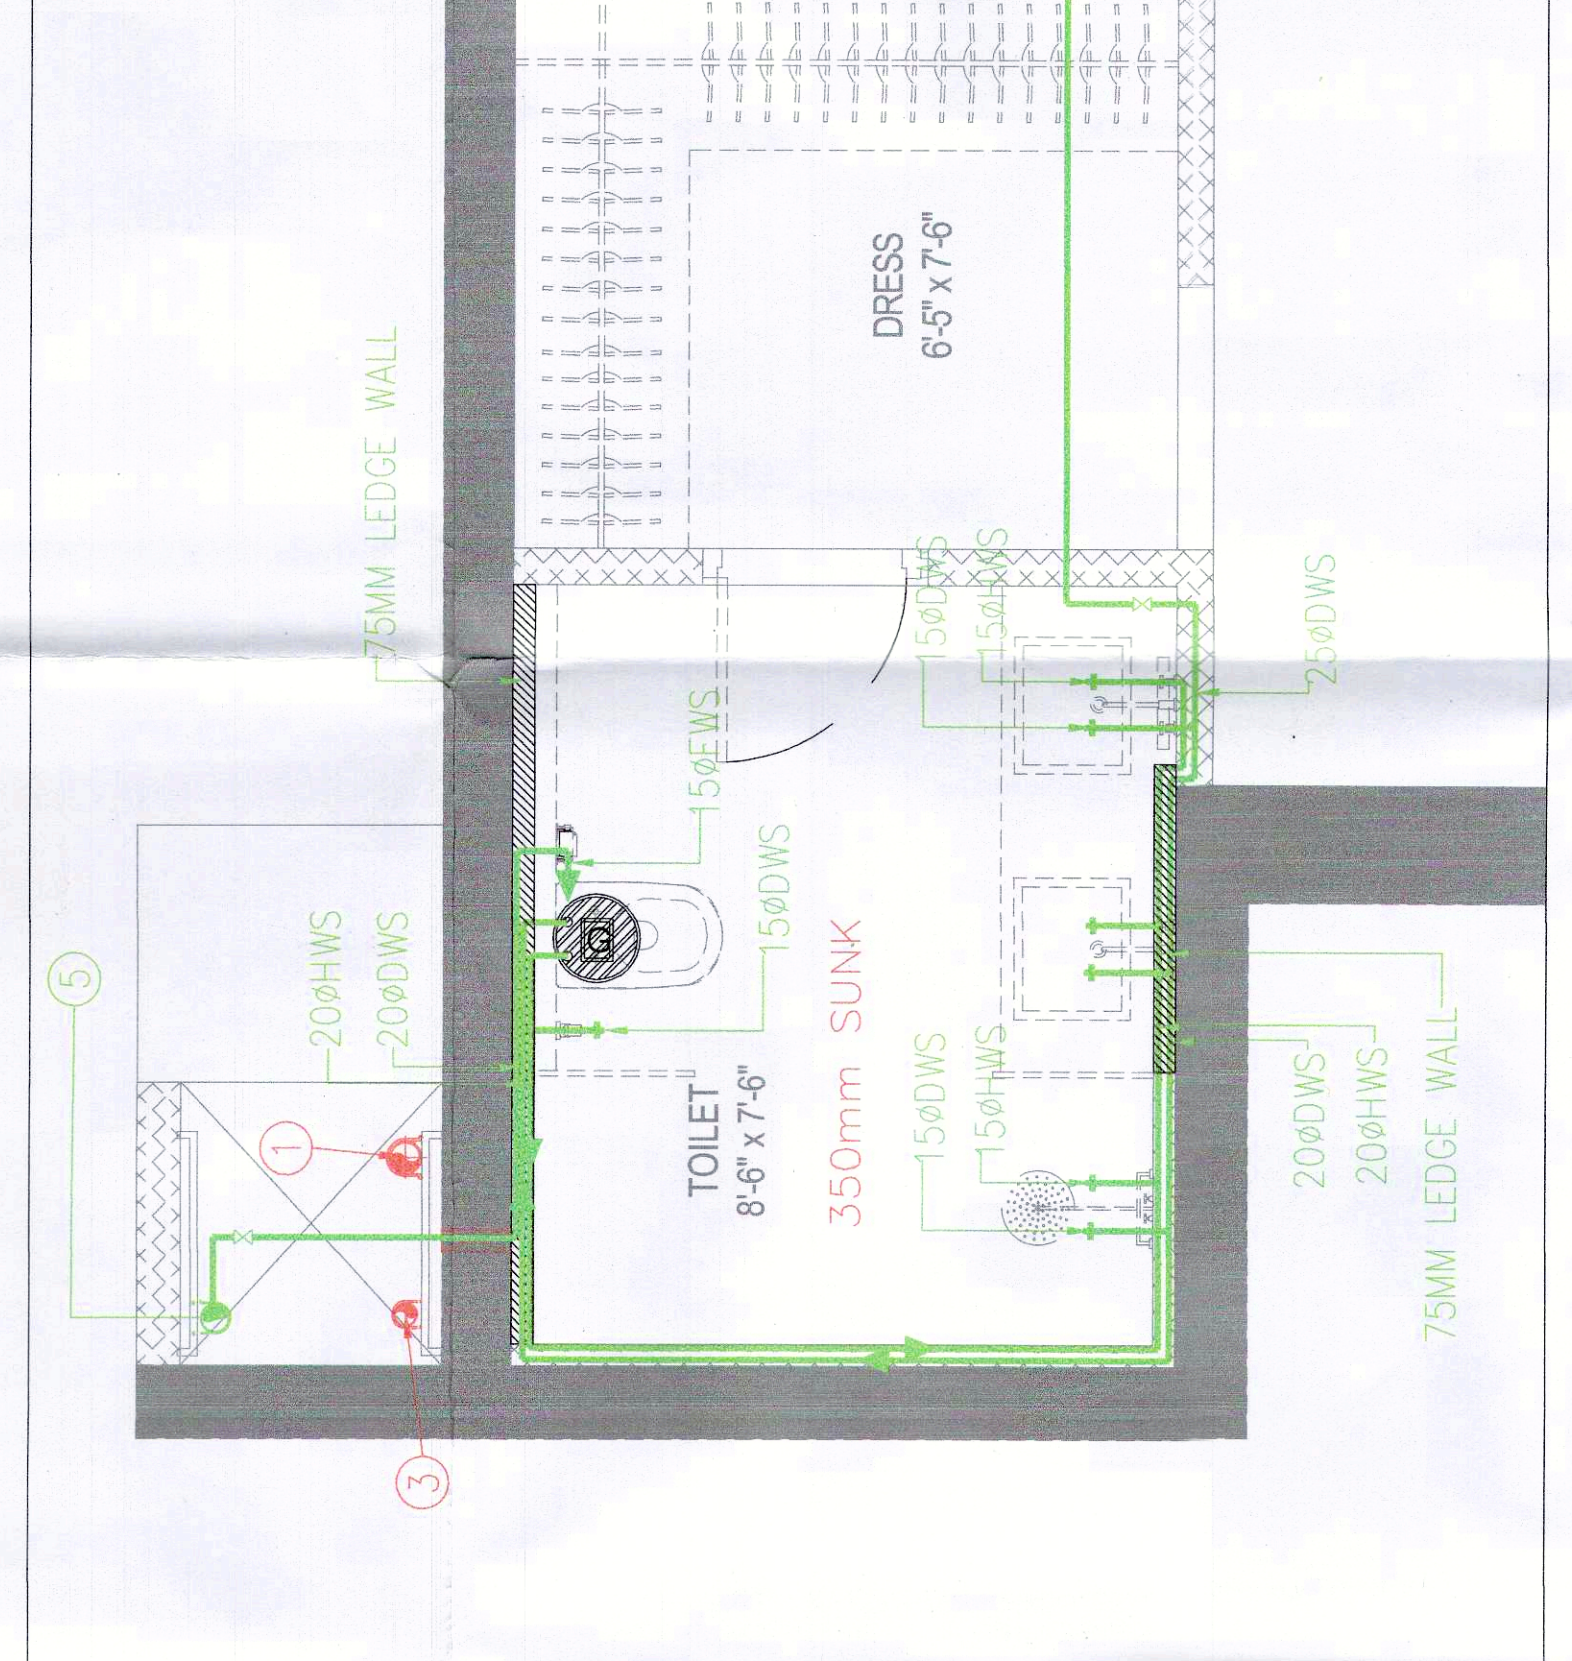 75MM LEDGE WALL
DRESS
6'-5" x 7'-6"
15øDWS
15øHWS
25øDWS
15øFWS
15øDWS
5
20øHWS
20øDWS
G
1
TOILET
8'-6" x 7'-6"
350mm SUNK
15øDWS
15øHWS
20øDWS
20øHWS
75MM LEDGE WALL
3